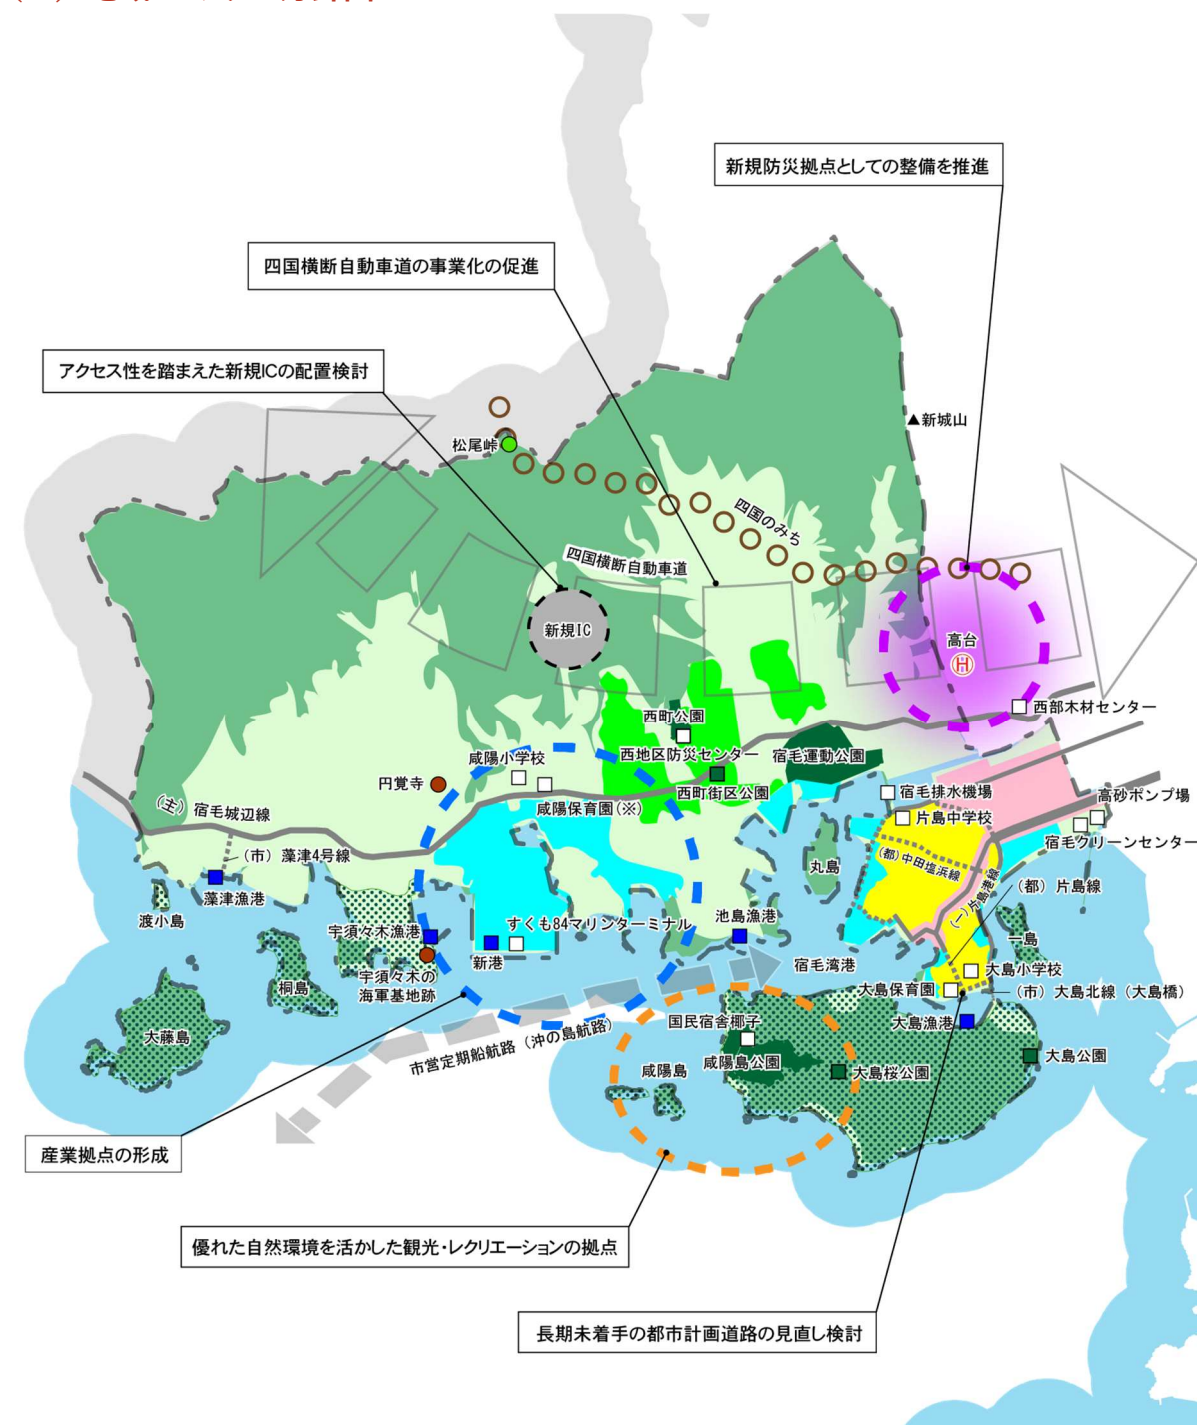 新規防災拠点としての整備を推進
四国横断自動車道の事業化の促進
アクセス性を踏まえた新規ICの配置検討
▲新城山
松尾峠
四国のみち
四国横断自動車道
新規IC
高台
H
西部木材センター
西町公園
咸陽小学校
西地区防災センター
宿毛運動公園
円覚寺
西町街区公園
宿毛排水機場
高砂ポンプ場
咸陽保育園(※)
(主)宿毛城辺線
片島中学校
宿毛クリーンセンター
(市)藻津4号線
(都)中田塩浜線
丸島
(一)片島港線
(都)片島線
藻津漁港
渡小島
宇須々木漁港
すくも84マリンターミナル
池島漁港
一島
新港
宿毛湾港
大島小学校
宇須々木の
海軍基地跡
桐島
大島保育園
(市)大島北線(大島橋)
大藤島
市営定期船航路(沖の島航路)
国民宿舎椰子
大島漁港
咸陽島公園
大島公園
咸陽島
大島桜公園
産業拠点の形成
優れた自然環境を活かした観光・レクリエーションの拠点
長期未着手の都市計画道路の見直し検討